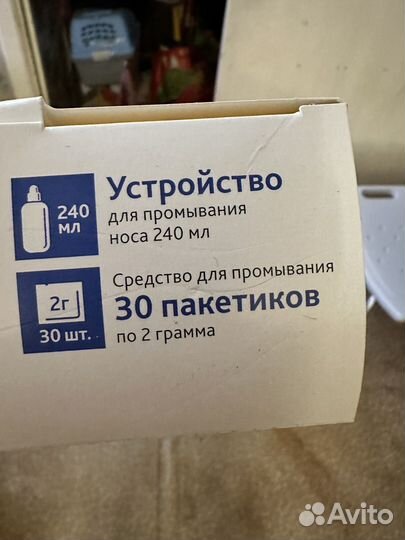 240
мл
Устройство
для промывания
носа 240 мл
2г
30 шт.
Средство для промывания
30 пакетиков
по 2 грамма
Avito